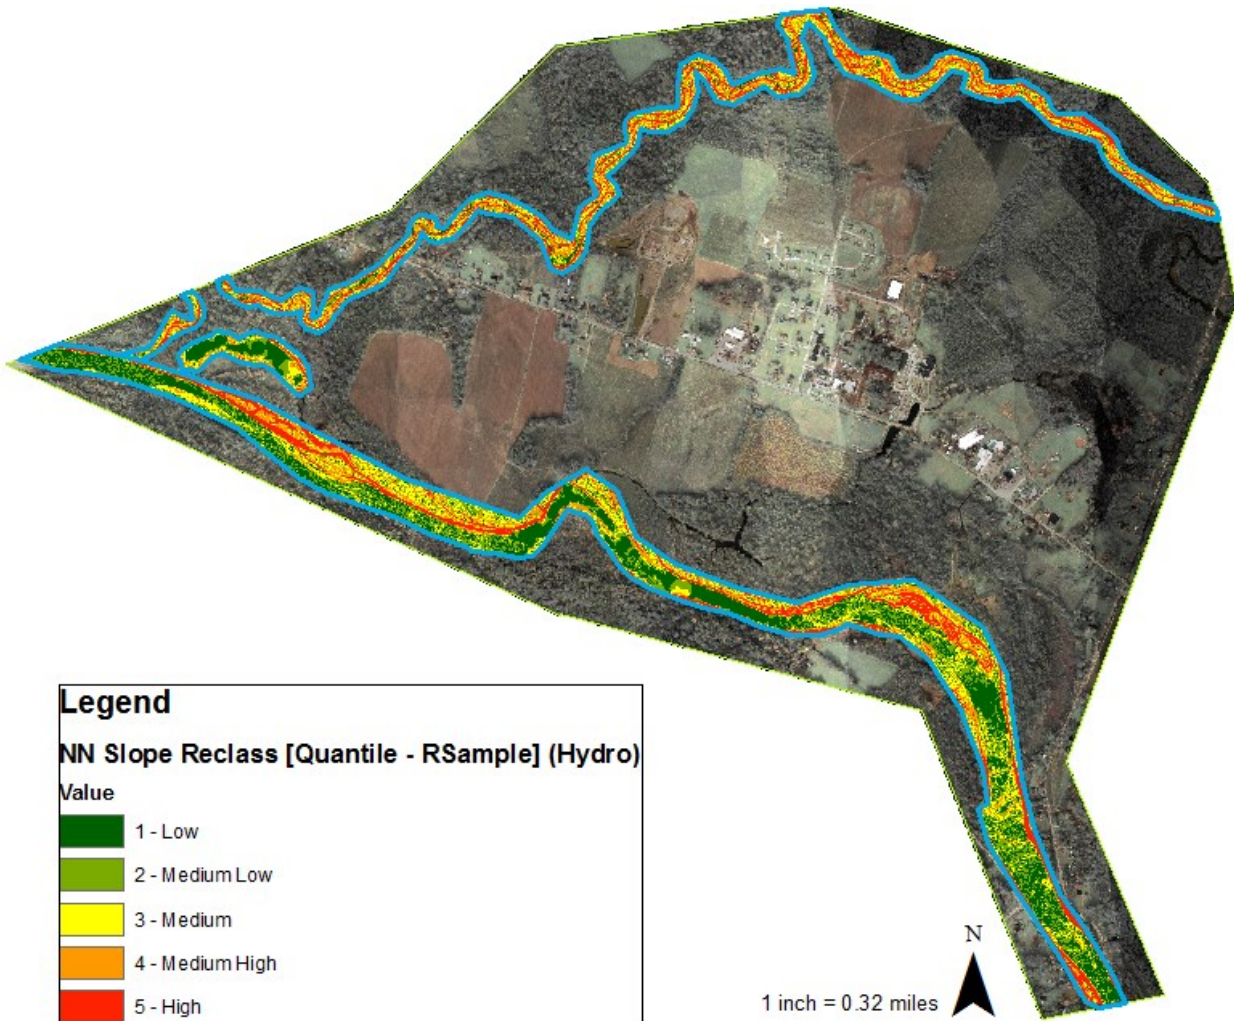 Legend
NN Slope Reclass [Quantile - RSample] (Hydro)
Value
1 - Low
2 - Medium Low
3 - Medium
4 - Medium High
5 - High
N
1 inch = 0.32 miles